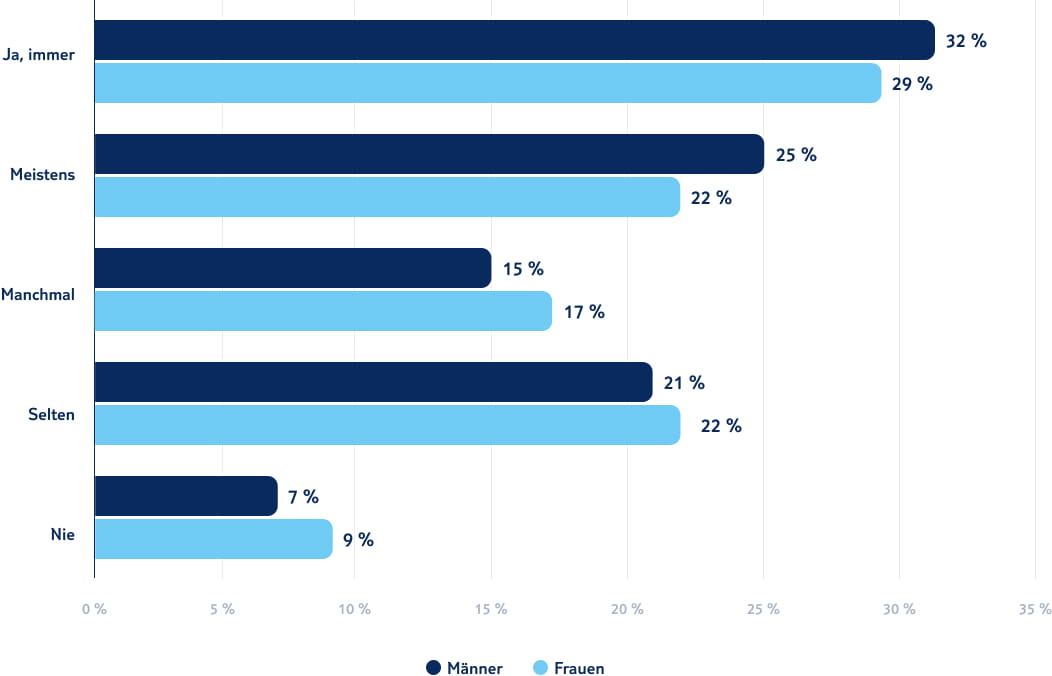 Ja, immer
32 %
29 %
Meistens
25 %
22 %
Manchmal
15 %
17 %
Selten
21 %
22 %
Nie
7 %
9 %
0 % 5 % 10 % 15 % 20 % 25 % 30 % 35 %
Männer Frauen